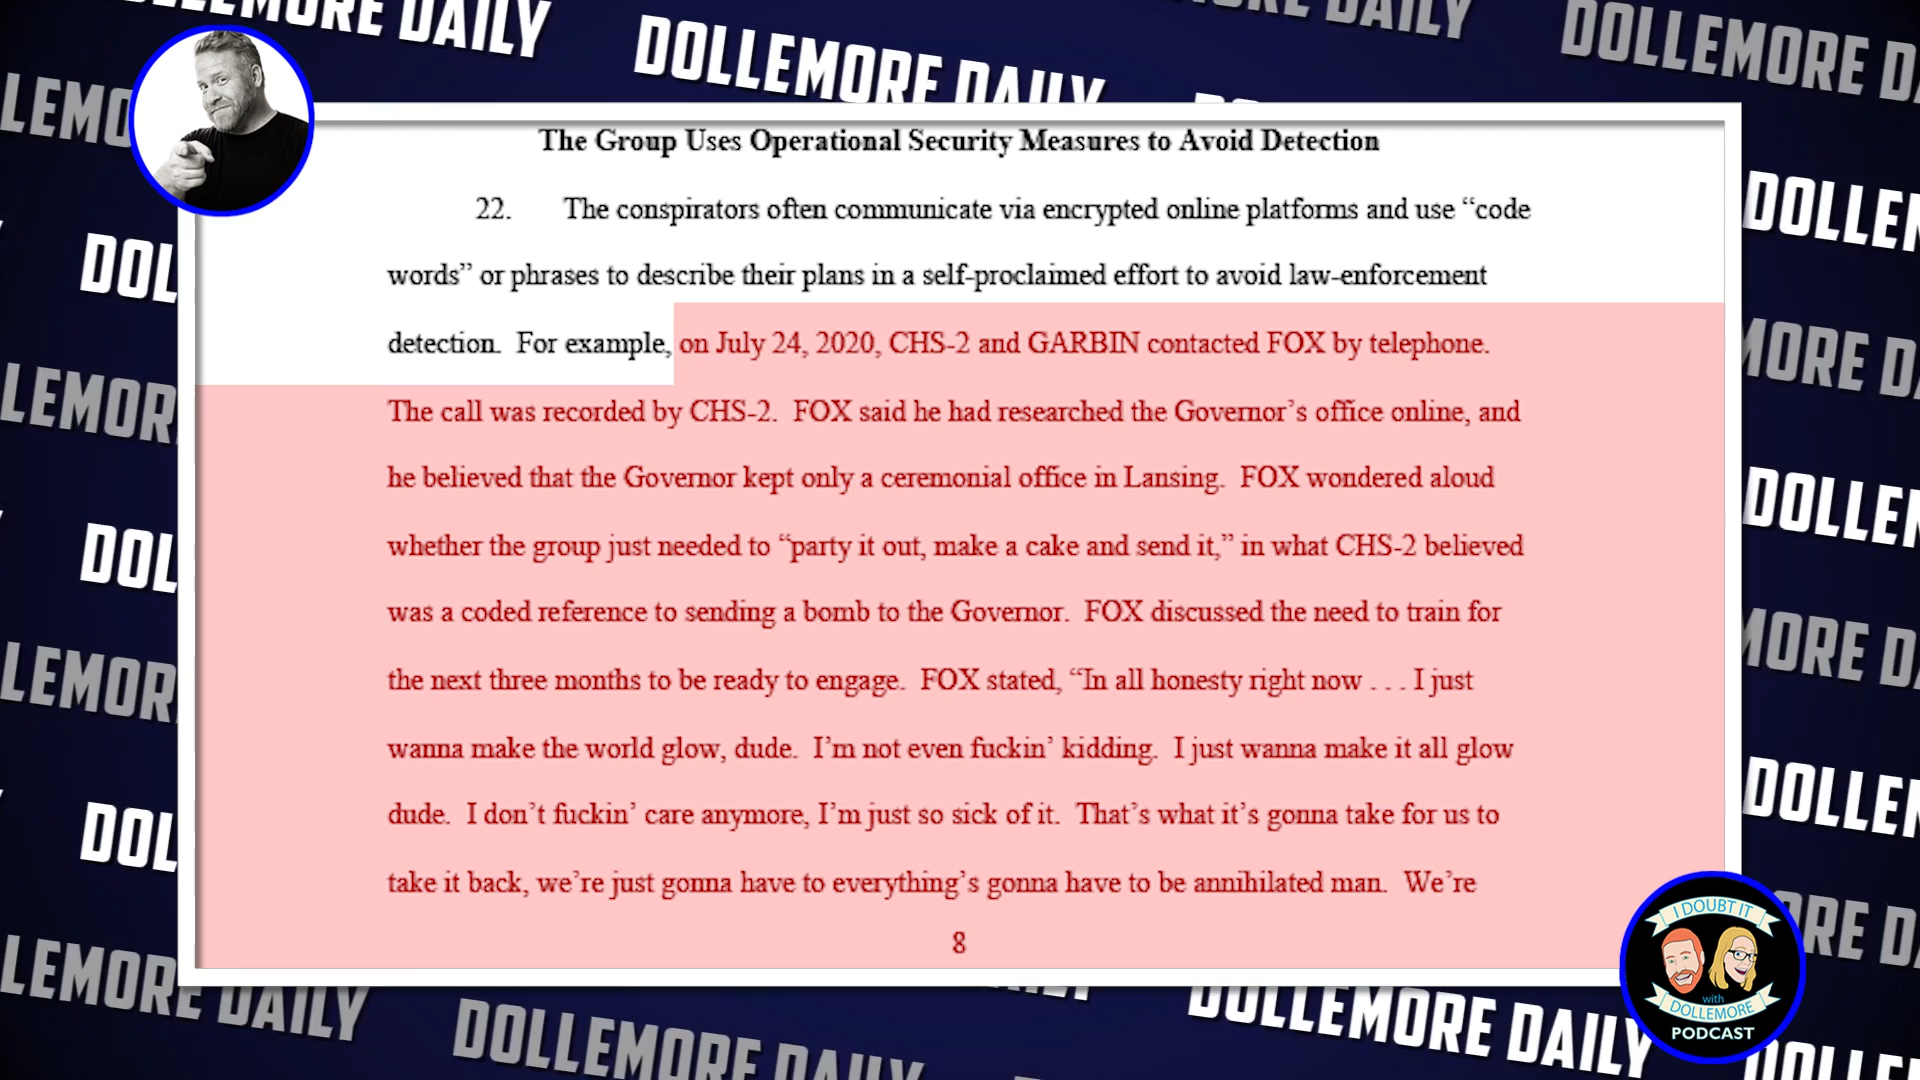 DOLLEMORE DAILY
DOLLEMORE DAILY
The Group Uses Operational Security Measures to Avoid Detection
22. The conspirators often communicate via encrypted online platforms and use “code
words” or phrases to describe their plans in a self-proclaimed effort to avoid law-enforcement
detection. For example, on July 24, 2020, CHS-2 and GARBIN contacted FOX by telephone.
The call was recorded by CHS-2. FOX said he had researched the Governor’s office online, and
he believed that the Governor kept only a ceremonial office in Lansing. FOX wondered aloud
whether the group just needed to “party it out, make a cake and send it,” in what CHS-2 believed
was a coded reference to sending a bomb to the Governor. FOX discussed the need to train for
the next three months to be ready to engage. FOX stated, “In all honesty right now . . . I just
wanna make the world glow, dude. I’m not even fuckin’ kidding. I just wanna make it all glow
dude. I don’t fuckin’ care anymore, I’m just so sick of it. That’s what it’s gonna take for us to
take it back, we’re just gonna have to everything’s gonna have to be annihilated man. We’re
8
I DOUBT IT
with
DOLLEMORE
PODCAST
DOLLEMORE DAILY
DOLLEMORE DAILY